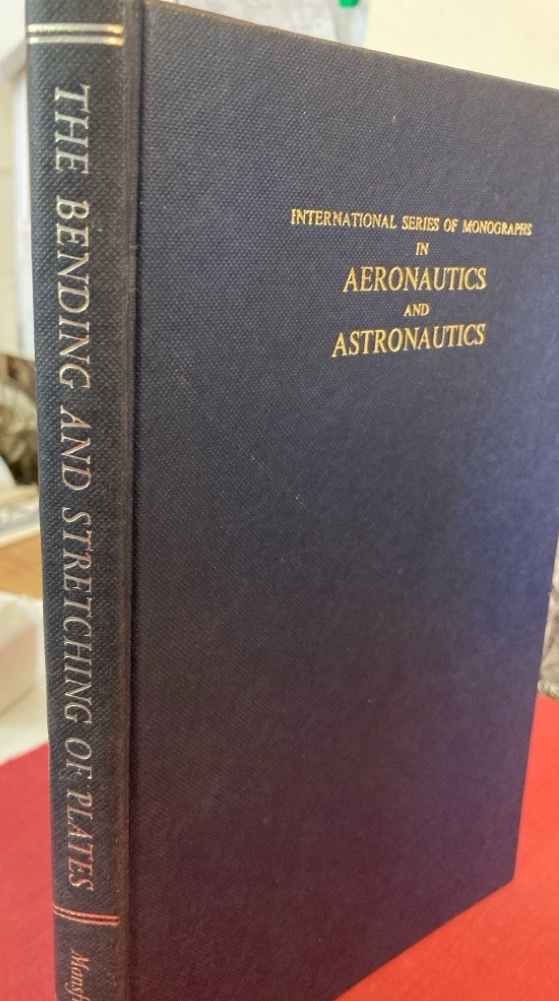 THE BENDING AND STRETCHING OF PLATES
INTERNATIONAL SERIES OF MONOGRAPHS
IN
AERONAUTICS
AND
ASTRONAUTICS